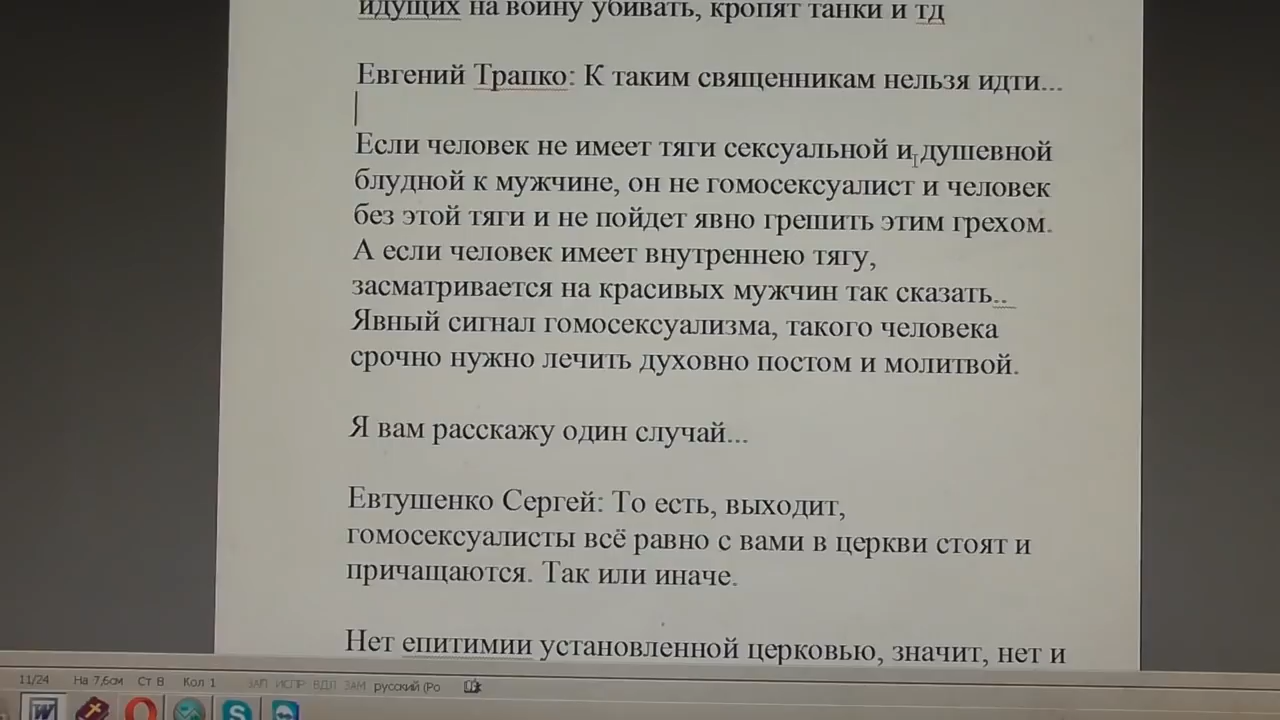 идущих на войну убивать, кропят танки и тд
Евгений Трапко: К таким священникам нельзя идти...
Если человек не имеет тяги сексуальной и душевной
блудной к мужчине, он не гомосексуалист и человек
без этой тяги и не пойдет явно грешить этим грехом.
А если человек имеет внутреннею тягу,
засматривается на красивых мужчин так сказать..
Явный сигнал гомосексуализма, такого человека
срочно нужно лечить духовно постом и молитвой.
Я вам расскажу один случай...
Евтушенко Сергей: То есть, выходит,
гомосексуалисты всё равно с вами в церкви стоят и
причащаются. Так или иначе.
Нет епитимии установленной церковью, значит, нет и
11/24 На 7,6см Ст 8 Кол 1 ЗАП ИСПР ВДЛ ЗАМ русский (Ро